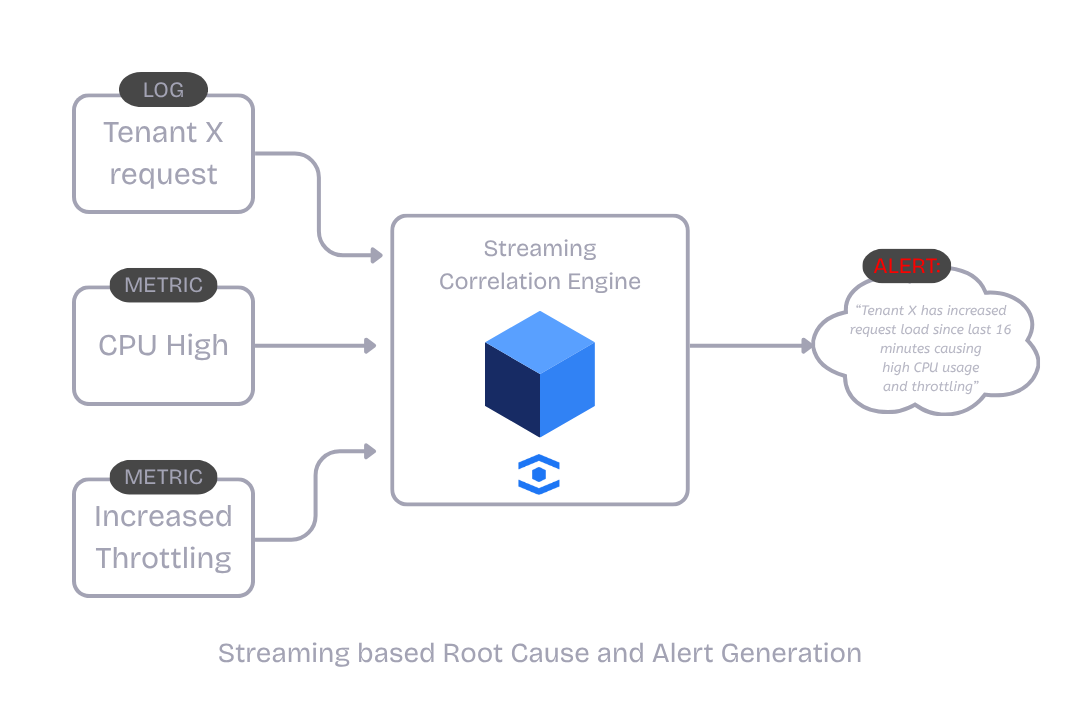 LOG
Tenant X
request
METRIC
CPU High
METRIC
Increased
Throttling
Streaming
Correlation Engine
ALERT:
“Tenant X has increased
request load since last 16
minutes causing
high CPU usage
and throttling”
Streaming based Root Cause and Alert Generation